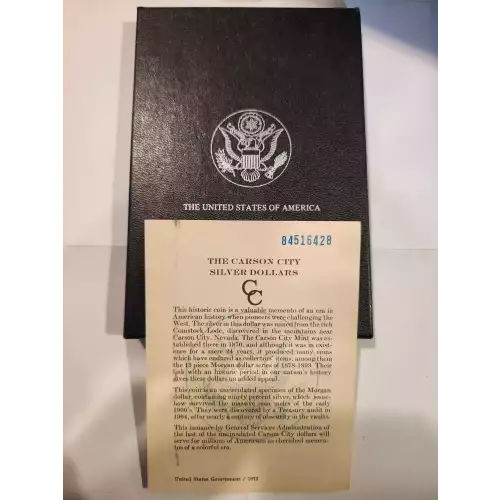 THE UNITED STATES OF AMERICA
84516428
THE CARSON CITY
SILVER DOLLARS
CC
This historic coin is a valuable memento of an era in
American history when pioneers were challenging the
West. The silver in this dollar was mined from the rich
Comstock Lode, discovered in the mountains near
Carson City, Nevada. The Carson City Mint was es-
tablished there in 1870, and although it was in exist-
ence for a mere 24 years, it produced many coins
which have endured as collectors' items, among them
the 13 piece Morgan dollar series of 1878-1893. Their
link with an historic period in our nation's history
gives these dollars an added appeal.
This coin is an uncirculated specimen of the Morgan
dollar, containing ninety percent silver, which
how survived the massive coin melts of the early
1900's. They were discovered by a Treasury audit in
1964, after nearly a century of obscurity in the vaults.
This issuance by General Services Administration of
the last of the uncirculated Carson City dollars will
serve for millions of Americans as cherished memen-
tos of a colorful era.
United States Government /